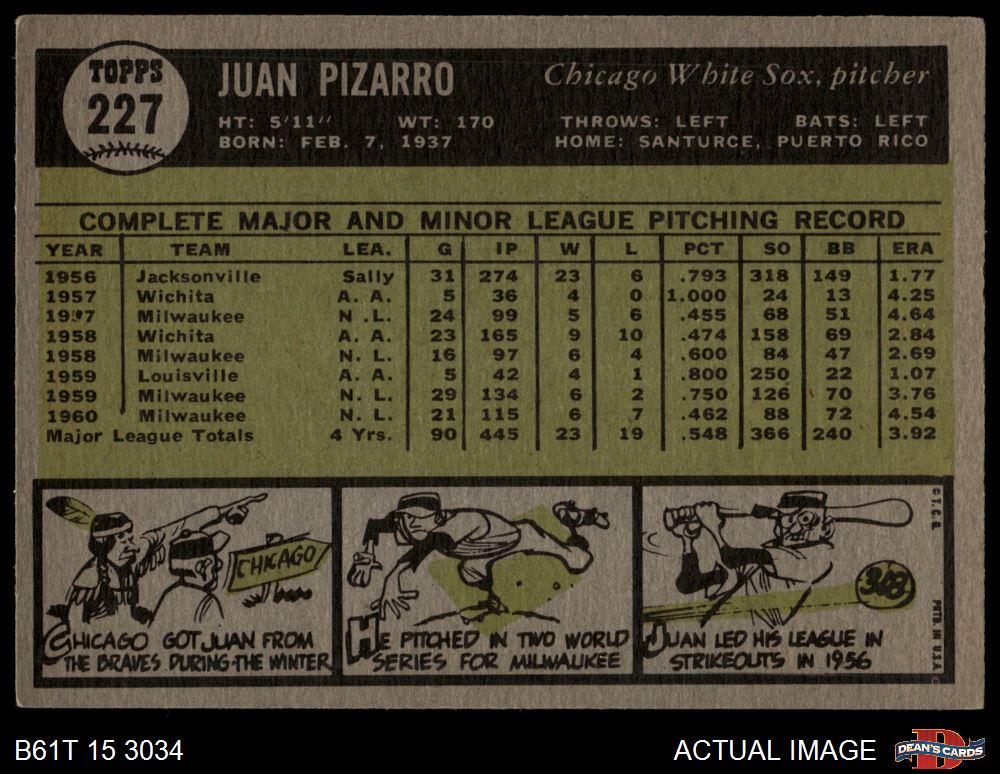 TOPPS
227
JUAN PIZARRO
Chicago White Sox, pitcher
HT: 5'11" WT: 170 THROWS: LEFT BATS: LEFT
BORN: FEB. 7, 1937 HOME: SANTURCE, PUERTO RICO
COMPLETE MAJOR AND MINOR LEAGUE PITCHING RECORD
YEAR TEAM LEA. G IP W L PCT SO BB ERA
1956 Jacksonville Sally 31 274 23 6 .793 318 149 1.77
1957 Wichita A. A. 5 36 4 0 1.000 24 13 4.25
1957 Milwaukee N .L. 24 99 5 6 .455 68 51 4.64
1958 Wichita A. A. 23 165 9 10 .474 158 69 2.84
1958 Milwaukee N. L. 16 97 6 4 .600 84 47 2.69
1959 Louisville A. A. 5 42 4 1 .800 250 22 1.07
1959 Milwaukee N. L. 29 134 6 2 .750 126 70 3.76
1960 Milwaukee N. L. 21 115 6 7 .462 88 72 4.54
Major League Totals 4 Yrs. 90 445 23 19 .548 366 240 3.92
CHICAGO
CHICAGO GOT JUAN FROM
THE BRAVES DURING THE WINTER
HE PITCHED IN TWO WORLD
SERIES FOR MILWAUKEE
318
JUAN LED HIS LEAGUE IN
STRIKEOUTS IN 1956
© T. C. G.
PRTD. IN U.S.A.
B61T 15 3034
ACTUAL IMAGE
D
DEAN'S CARDS